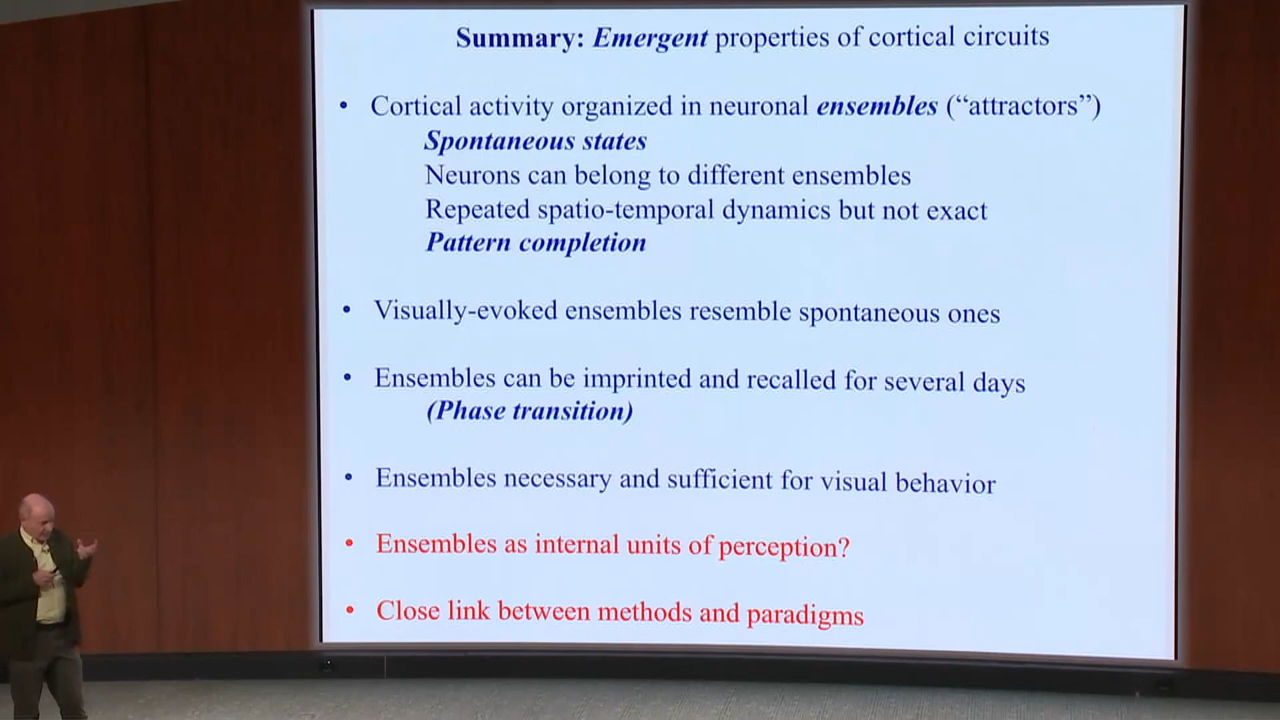 Summary: Emergent properties of cortical circuits
• Cortical activity organized in neuronal ensembles (“attractors”)
Spontaneous states
Neurons can belong to different ensembles
Repeated spatio-temporal dynamics but not exact
Pattern completion
• Visually-evoked ensembles resemble spontaneous ones
• Ensembles can be imprinted and recalled for several days
(Phase transition)
• Ensembles necessary and sufficient for visual behavior
• Ensembles as internal units of perception?
• Close link between methods and paradigms